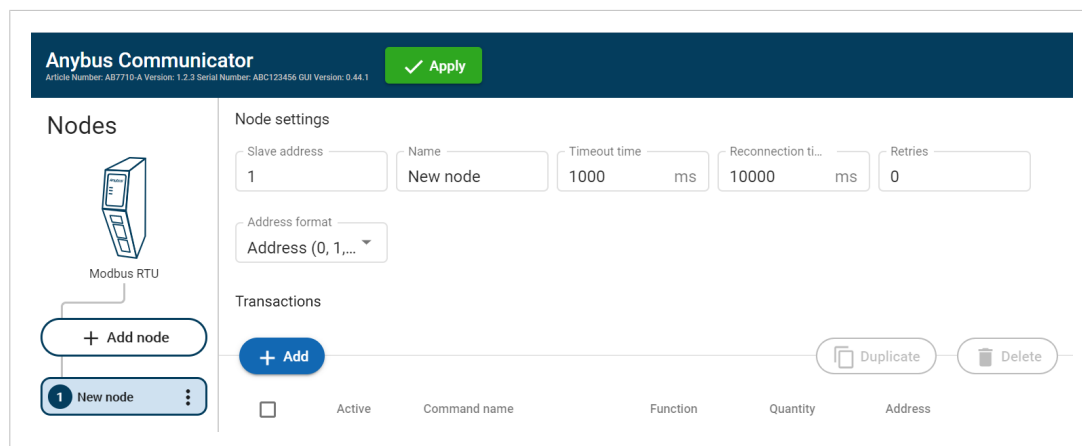 Anybus Communicator
Article Number: AB7710-A Version: 1.2.3 Serial Number: ABC123456 GUI Version: 0.44.1
Apply
Nodes
Modbus RTU
Add node
1 New node
Node settings
Slave address
1
Name
New node
Timeout time
1000 ms
Reconnection ti...
10000 ms
Retries
0
Address format
Address (0, 1,...
Transactions
Add
Duplicate
Delete
Active Command name Function Quantity Address